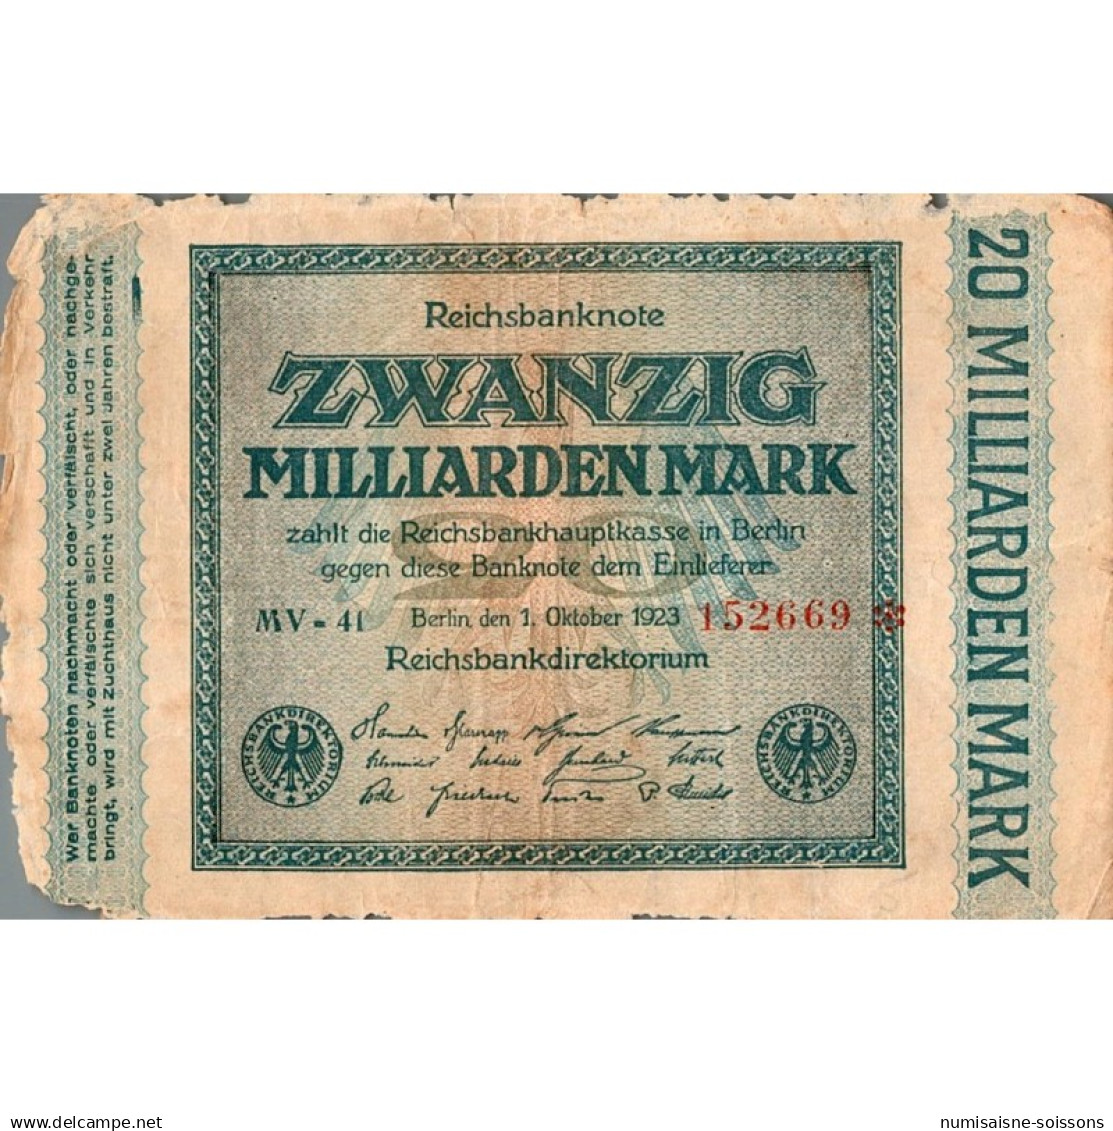 Wer Banknoten nachmacht oder verfälscht, oder nachge-
machte oder verfälschte sich verschafft und in Verkehr
bringt, wird mit Zuchthaus nicht unter zwei Jahren bestraft.
Reichsbanknote
ZWANZIG
MILLIARDEN MARK
zahlt die Reichsbankhauptkasse in Berlin
gegen diese Banknote dem Einlieferer
MV-41 Berlin, den 1. Oktober 1923 152669 *
Reichsbankdirektorium
REICHSBANKDIREKTORIUM
REICHSBANKDIREKTORIUM
20
20 MILLIARDEN MARK
delcampe.net
numisaisne-soissons